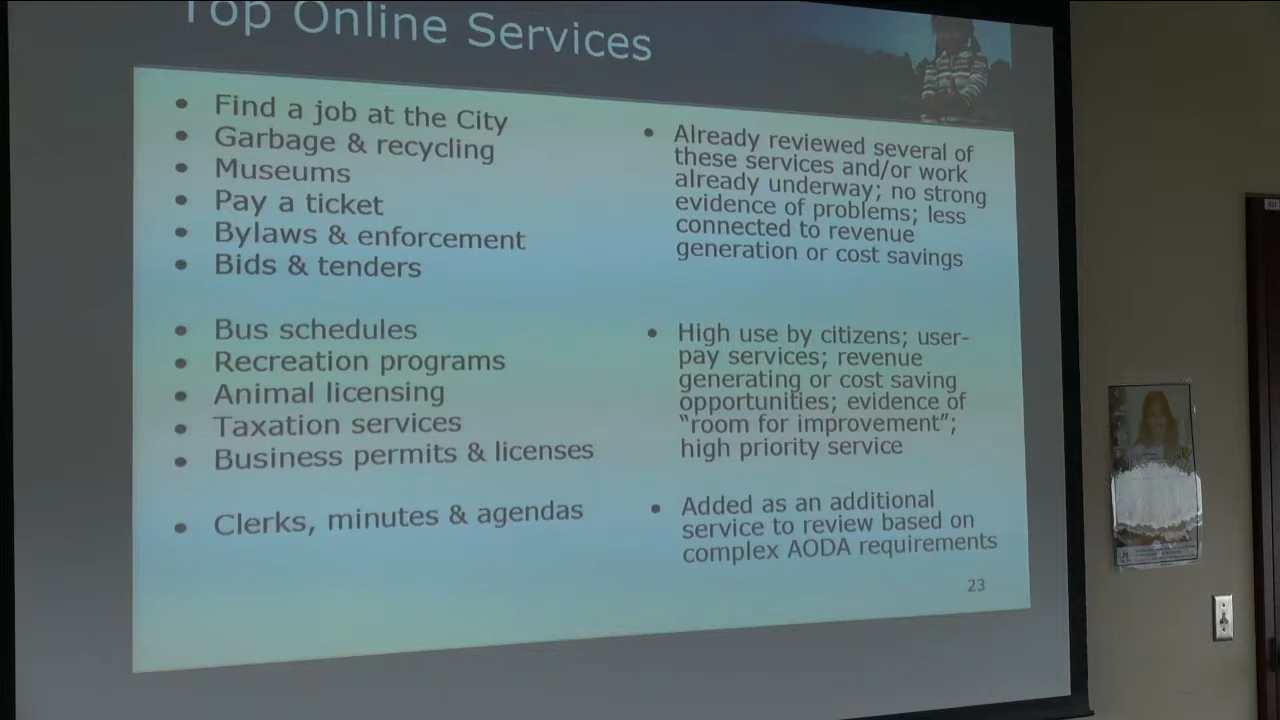 Top Online Services
Find a job at the City
Garbage & recycling
Museums
Pay a ticket
Bylaws & enforcement
Bids & tenders
Already reviewed several of
these services and/or work
already underway; no strong
evidence of problems; less
connected to revenue
generation or cost savings
Bus schedules
Recreation programs
Animal licensing
Taxation services
Business permits & licenses
High use by citizens; user-
pay services; revenue
generating or cost saving
opportunities; evidence of
“room for improvement”;
high priority service
Clerks, minutes & agendas
Added as an additional
service to review based on
complex AODA requirements
23